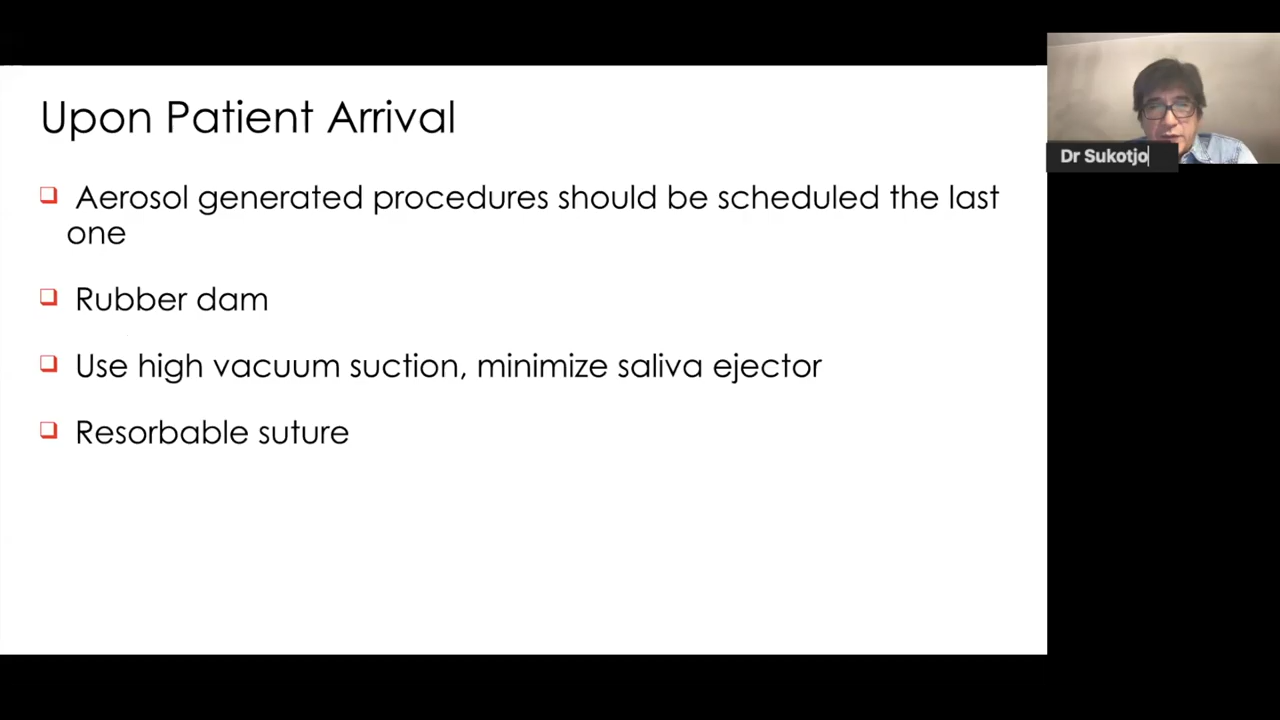 Upon Patient Arrival
Aerosol generated procedures should be scheduled the last
one
Rubber dam
Use high vacuum suction, minimize saliva ejector
Resorbable suture
Dr Sukotjo